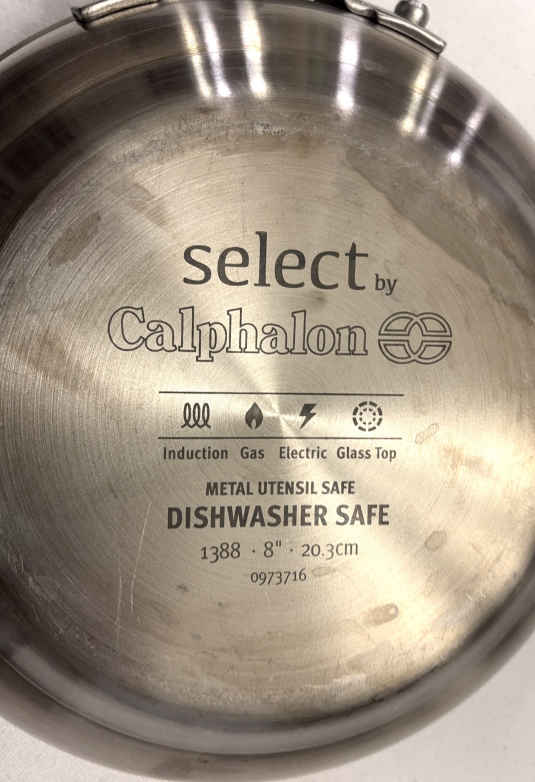 select by
Calphalon
Induction Gas Electric Glass Top
METAL UTENSIL SAFE
DISHWASHER SAFE
1388 · 8" · 20.3cm
0973716